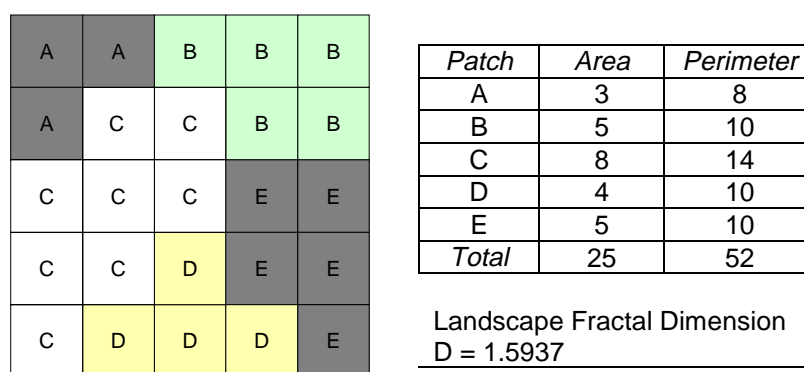 A A B B B
A C C B B
C C C E E
C C D E E
C D D D E
Patch Area Perimeter
A 3 8
B 5 10
C 8 14
D 4 10
E 5 10
Total 25 52
Landscape Fractal Dimension
D = 1.5937